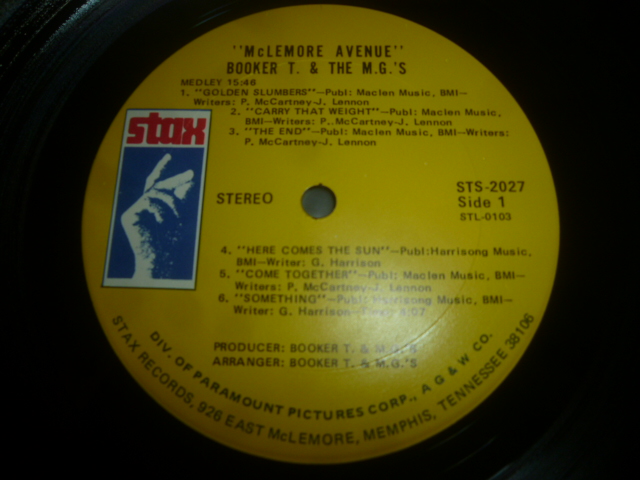 "McLEMORE AVENUE"
BOOKER T. & THE M.G.'S
MEDLEY 15:48
1. "GOLDEN SLUMBERS"—Publ: Maclen Music, BMI—
Writers: P. McCartney-J. Lennon
2. "CARRY THAT WEIGHT"—Publ: Maclen Music,
BMI—Writers: P. McCartney-J. Lennon
3. "THE END"—Publ: Maclen Music, BMI—Writers:
P. McCartney-J. Lennon
stax
STEREO
STS-2027
Side 1
STL-0103
4. "HERE COMES THE SUN"—Publ:Harrisong Music,
BMI—Writer: G. Harrison
5. "COME TOGETHER"—Publ: Maclen Music, BMI—
Writers: P. McCartney-J. Lennon
6. "SOMETHING"—Publ: Harrisong Music, BMI—
Writer: G. Harrison
PRODUCER: BOOKER T. & M.G.'S
ARRANGER: BOOKER T. & M.G.'S
DIV. OF PARAMOUNT PICTURES CORP., A G & W CO.
STAX RECORDS, 926 EAST McLEMORE, MEMPHIS, TENNESSEE 38106